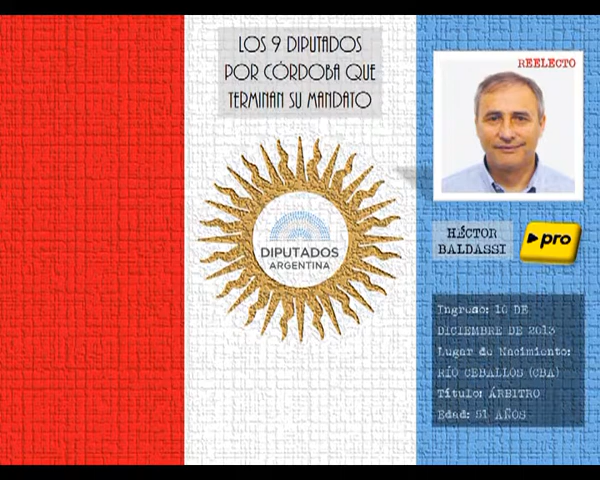 LOS 9 DIPUTADOS
POR CÓRDOBA QUE
TERMINAN SU MANDATO
DIPUTADOS
ARGENTINA
REELECTO
HÉCTOR
BALDASSI
pro
Ingreso: 10 DE
DICIEMBRE DE 2013
Lugar de Nacimiento:
RÍO CEBALLOS (CBA)
Título: ÁRBITRO
Edad: 51 AÑOS